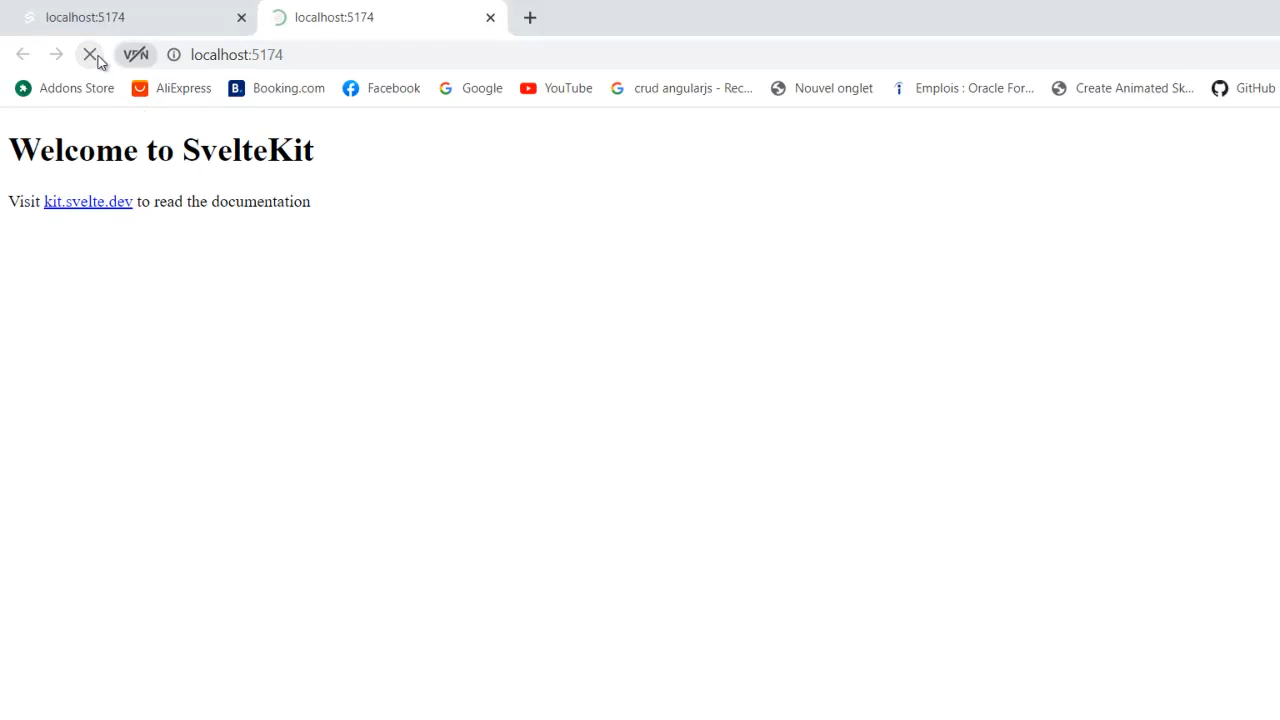 localhost:5174 localhost:5174
VPN localhost:5174
Addons Store AliExpress B. Booking.com Facebook Google YouTube crud angularjs - Rec... Nouvel onglet Emplois : Oracle For... Create Animated Sk... GitHub
Welcome to SvelteKit
Visit kit.svelte.dev to read the documentation